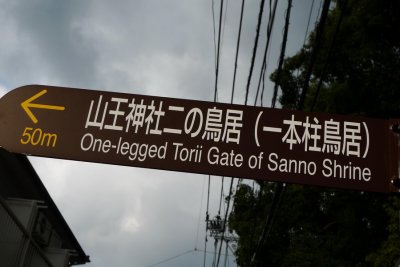 山王神社二の鳥居（一本柱鳥居）
One-legged Torii Gate of Sanno Shrine
50m